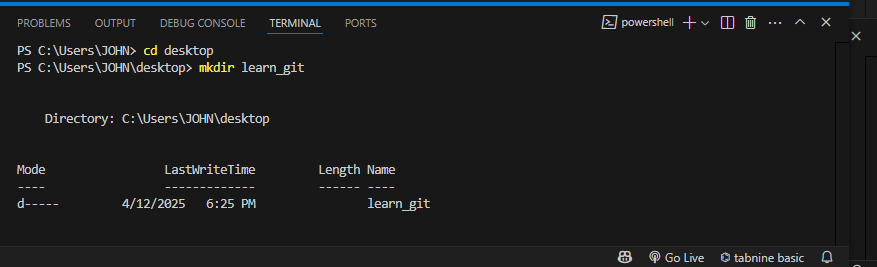 PROBLEMS OUTPUT DEBUG CONSOLE TERMINAL PORTS powershell
PS C:\Users\JOHN> cd desktop
PS C:\Users\JOHN\desktop> mkdir learn_git
Directory: C:\Users\JOHN\desktop
Mode LastWriteTime Length Name
---- ------------- ------ ----
d----- 4/12/2025 6:25 PM learn_git
Go Live tabnine basic